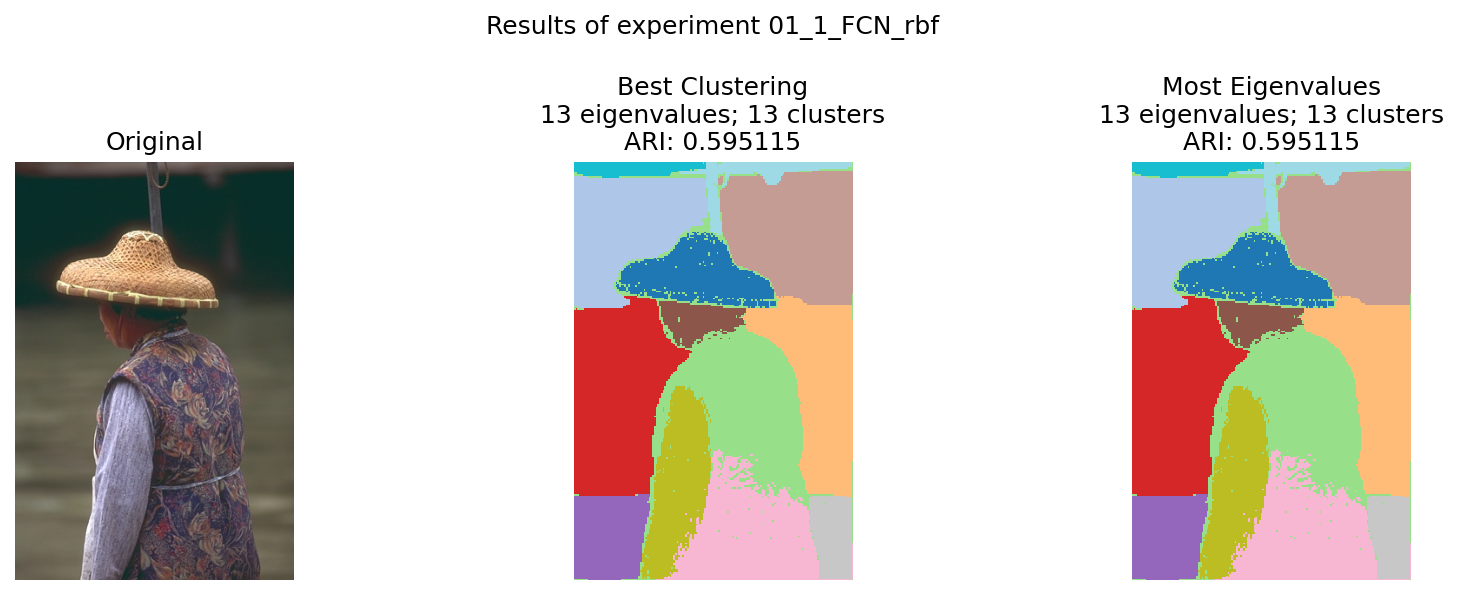 Results of experiment 01_1_FCN_rbf
Original
Best Clustering
13 eigenvalues; 13 clusters
ARI: 0.595115
Most Eigenvalues
13 eigenvalues; 13 clusters
ARI: 0.595115